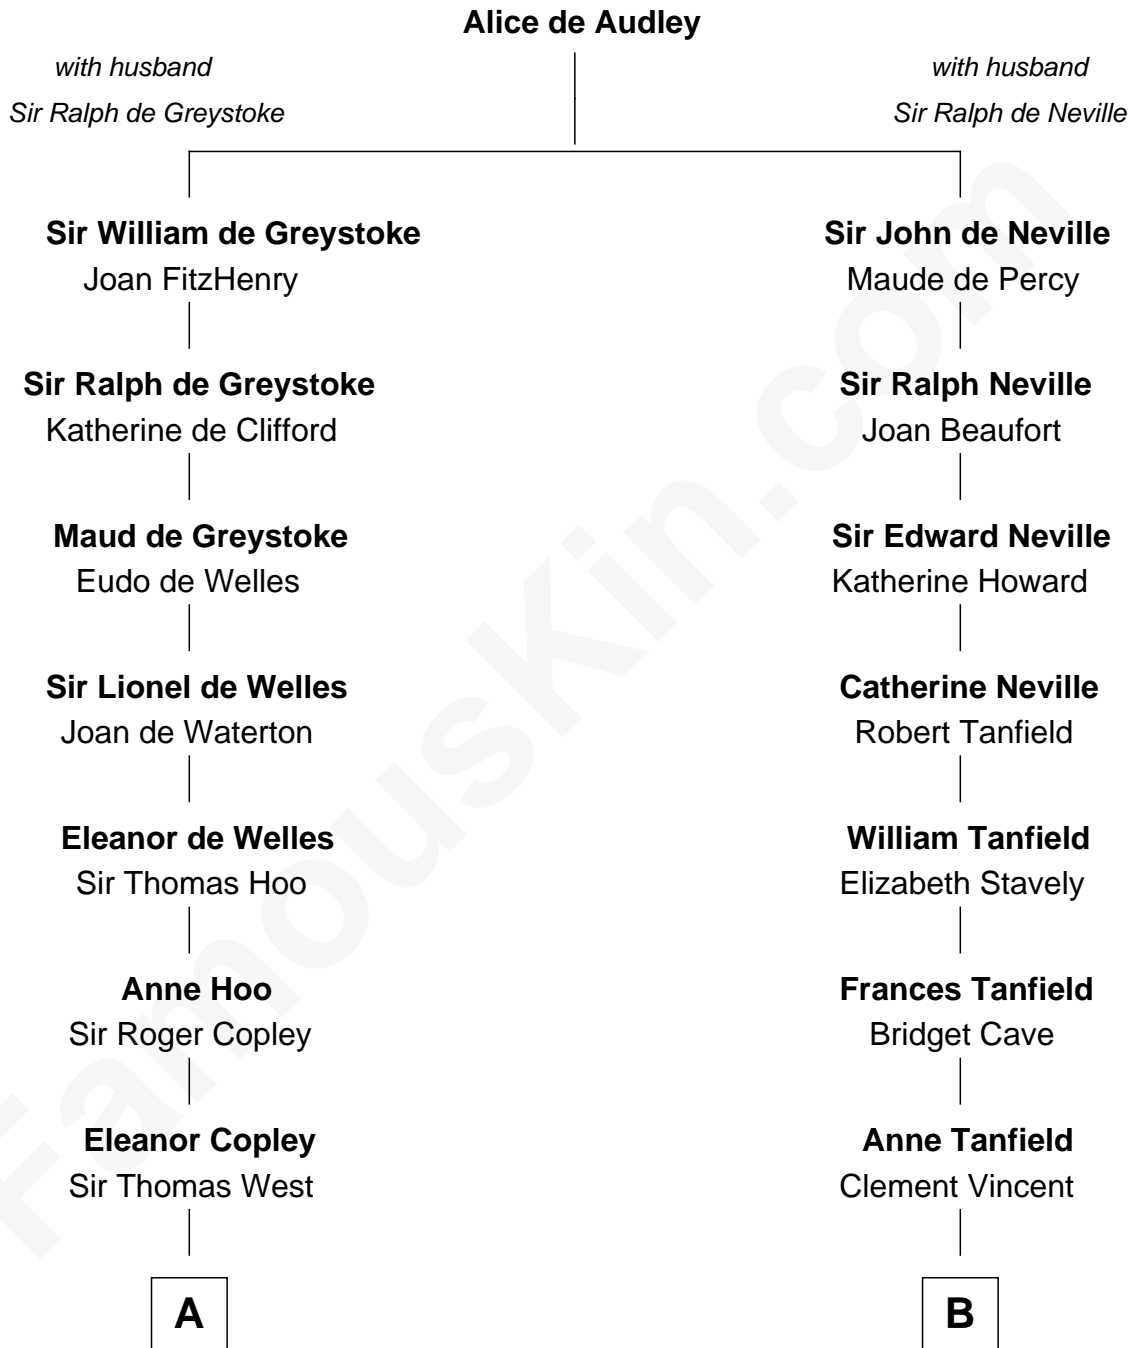 Alice de Audley
with husband
Sir Ralph de Greystoke
with husband
Sir Ralph de Neville
Sir William de Greystoke
Joan FitzHenry
Sir John de Neville
Maude de Percy
Sir Ralph de Greystoke
Katherine de Clifford
Sir Ralph Neville
Joan Beaufort
Maud de Greystoke
Eudo de Welles
Sir Edward Neville
Katherine Howard
Sir Lionel de Welles
Joan de Waterton
Catherine Neville
Robert Tanfield
Eleanor de Welles
Sir Thomas Hoo
William Tanfield
Elizabeth Stavely
Anne Hoo
Sir Roger Copley
Frances Tanfield
Bridget Cave
Eleanor Copley
Sir Thomas West
Anne Tanfield
Clement Vincent
A
B
FamousKin.com